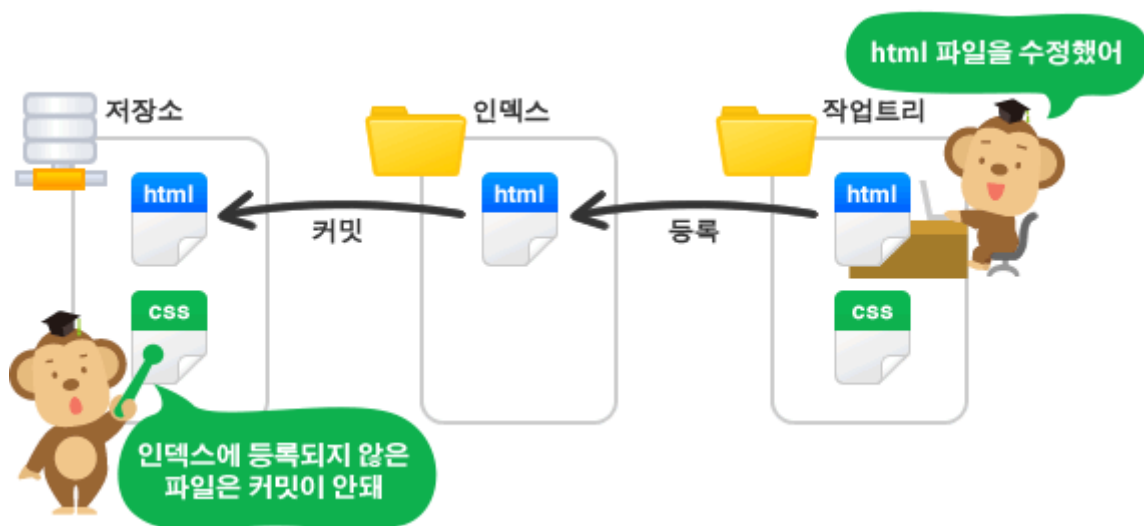 html 파일을 수정했어
저장소
인덱스
작업트리
html
html
html
커밋
등록
css
css
인덱스에 등록되지 않은
파일은 커밋이 안돼